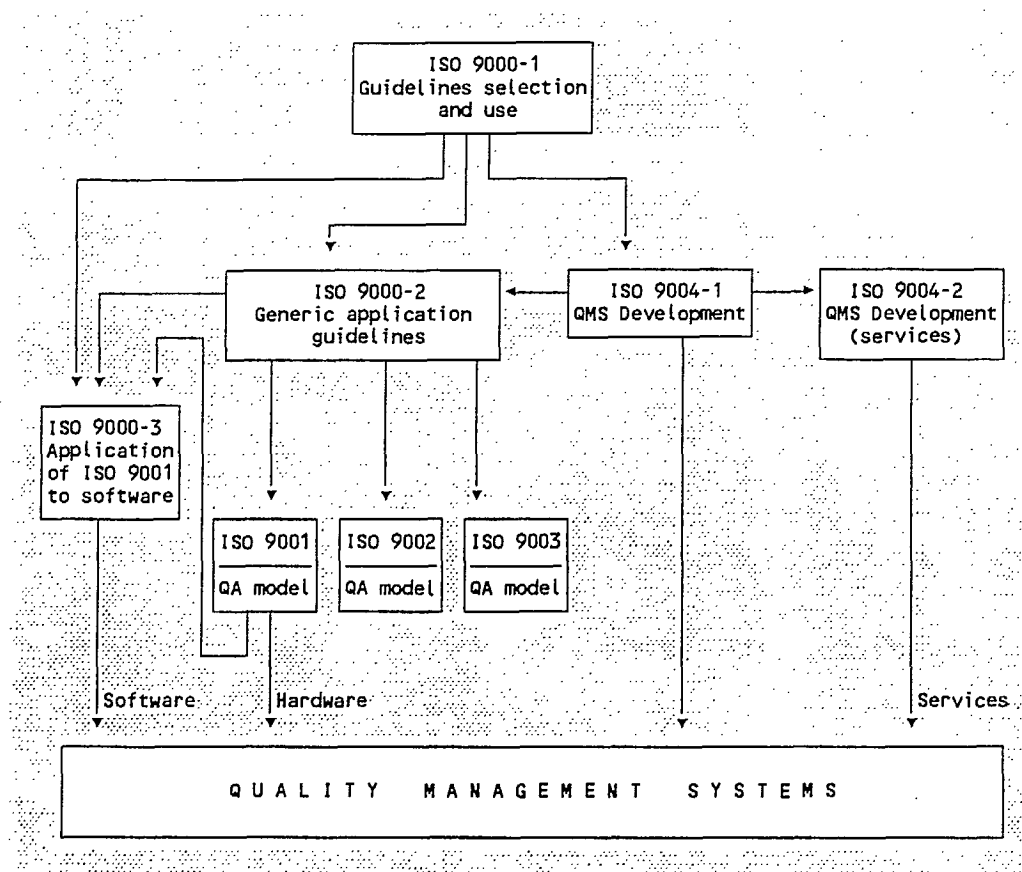 ISO 9000-1
Guidelines selection
and use
ISO 9000-2
Generic application
guidelines
ISO 9004-1
QMS Development
ISO 9004-2
QMS Development
(services)
ISO 9000-3
Application
of ISO 9001
to software
ISO 9001
QA model
ISO 9002
QA model
ISO 9003
QA model
Software
Hardware
Services
QUALITY MANAGEMENT SYSTEMS